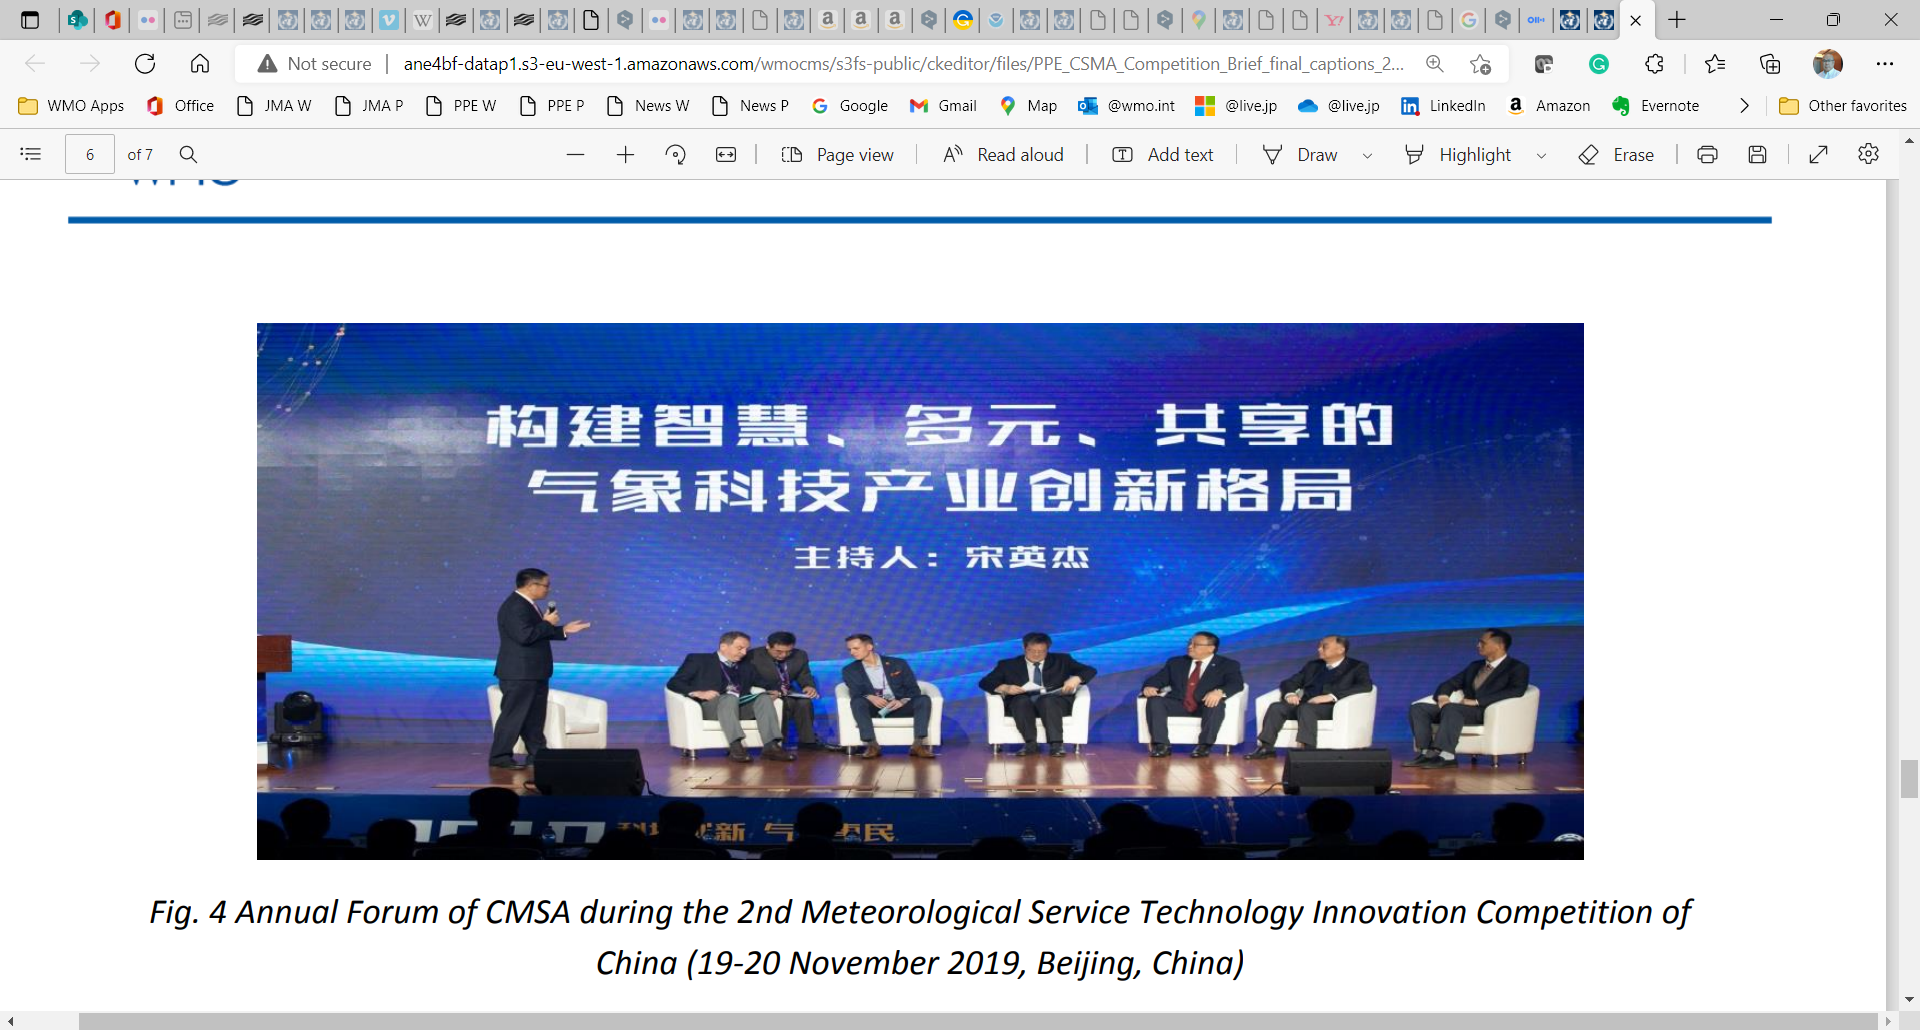 Not secure
ane4bf-datap1.s3-eu-west-1.amazonaws.com/wmocms/s3fs-public/ckeditor/files/PPE_CSMA_Competition_Brief_final_captions_2...
WMO Apps
Office
JMA W
JMA P
PPE W
PPE P
News W
News P
Google
Gmail
Map
@wmo.int
@live.jp
@live.jp
LinkedIn
Amazon
Evernote
Other favorites
6 of 7
Page view
Read aloud
Add text
Draw
Highlight
Erase
WMO
构建智慧、多元、共享的
气象科技产业创新格局
主持人：宋英杰
Fig. 4 Annual Forum of CMSA during the 2nd Meteorological Service Technology Innovation Competition of
China (19-20 November 2019, Beijing, China)